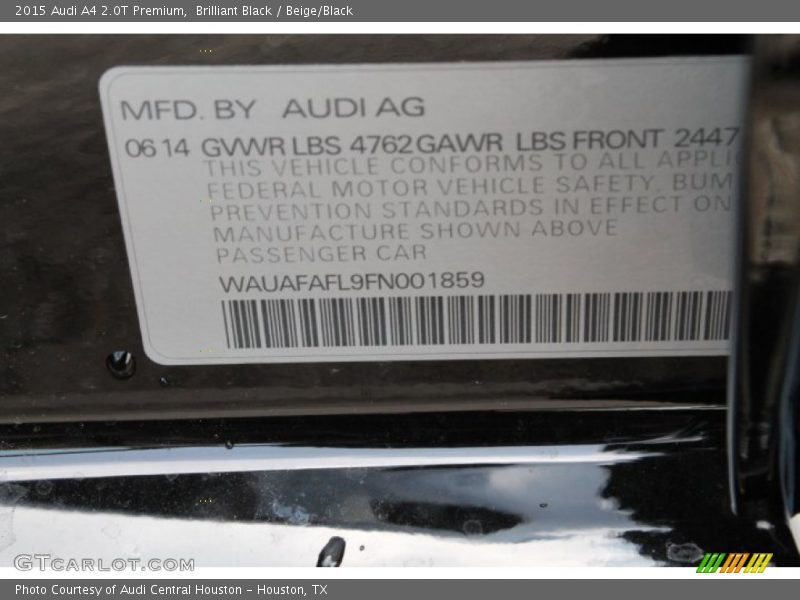 2015 Audi A4 2.0T Premium,  Brilliant Black / Beige/Black
MFD. BY AUDI AG
06 14 GVWR LBS 4762 GAWR LBS FRONT 2447
THIS VEHICLE CONFORMS TO ALL APPLI
FEDERAL MOTOR VEHICLE SAFETY, BUM
PREVENTION STANDARDS IN EFFECT ON
MANUFACTURE SHOWN ABOVE
PASSENGER CAR
WAUAFAFL9FN001859
GTCARLOT.COM
Photo Courtesy of Audi Central Houston - Houston, TX